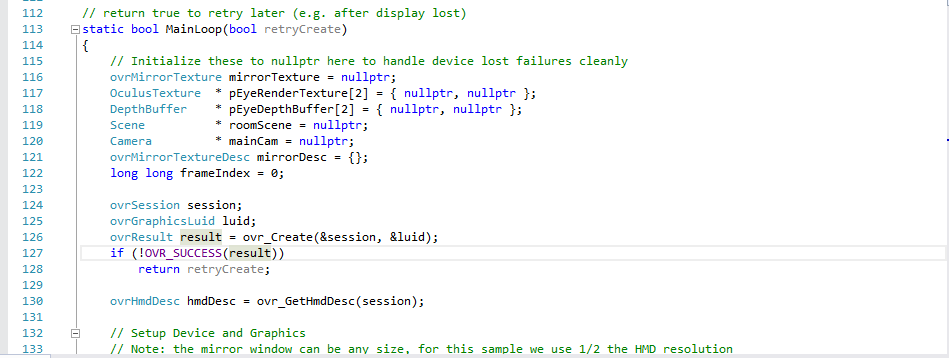 112 // return true to retry later (e.g. after display lost)
113 static bool MainLoop(bool retryCreate)
114 {
115     // Initialize these to nullptr here to handle device lost failures cleanly
116     ovrMirrorTexture mirrorTexture = nullptr;
117     OculusTexture  * pEyeRenderTexture[2] = { nullptr, nullptr };
118     DepthBuffer    * pEyeDepthBuffer[2] = { nullptr, nullptr };
119     Scene          * roomScene = nullptr;
120     Camera         * mainCam = nullptr;
121     ovrMirrorTextureDesc mirrorDesc = {};
122     long long frameIndex = 0;
123
124     ovrSession session;
125     ovrGraphicsLuid luid;
126     ovrResult result = ovr_Create(&session, &luid);
127     if (!OVR_SUCCESS(result))
128         return retryCreate;
129
130     ovrHmdDesc hmdDesc = ovr_GetHmdDesc(session);
131
132     // Setup Device and Graphics
133     // Note: the mirror window can be any size, for this sample we use 1/2 the HMD resolution